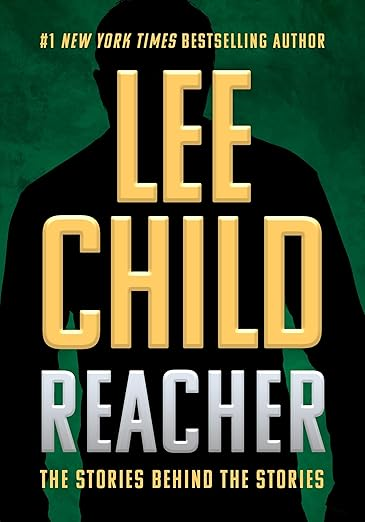 #1 NEW YORK TIMES BESTSELLING AUTHOR
LEE
CHILD
REACHER
THE STORIES BEHIND THE STORIES